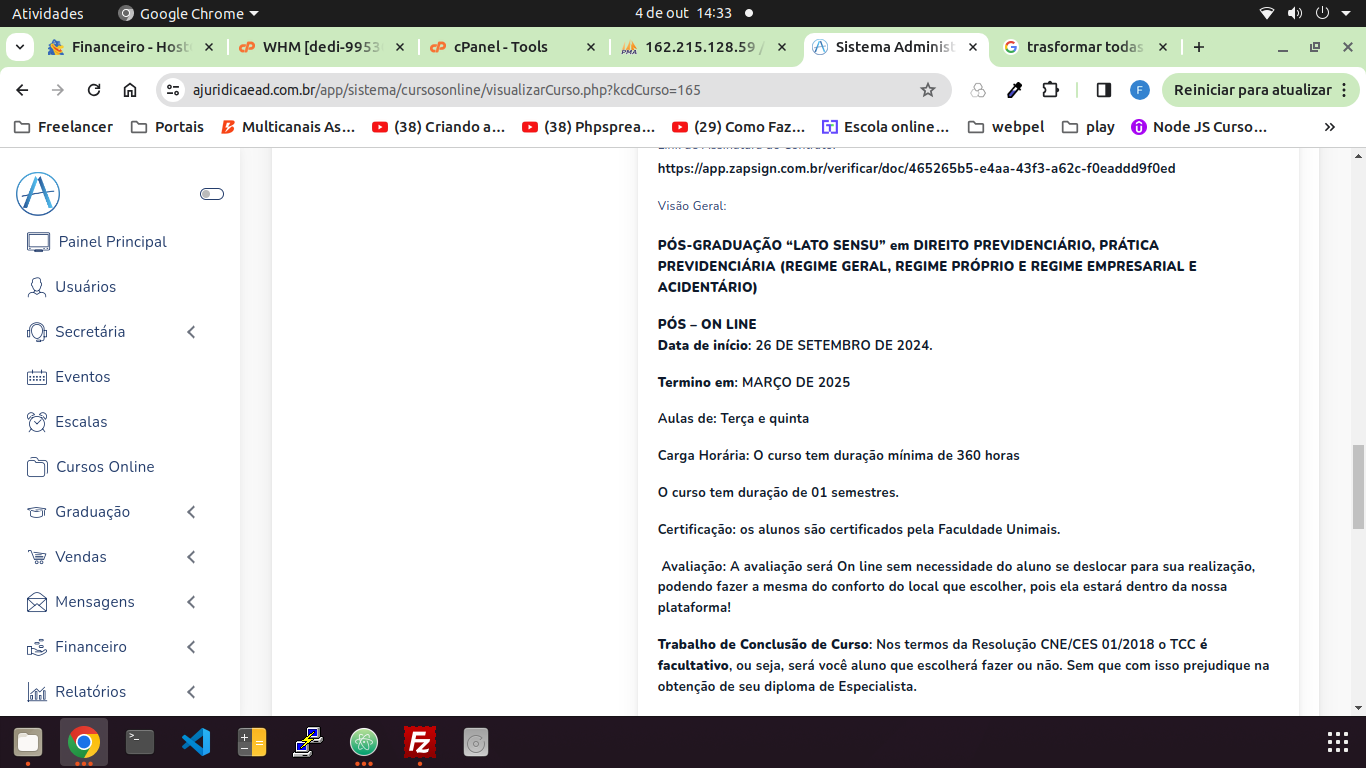 Atividades
Google Chrome
4 de out 14:33
Financeiro - Host
WHM [dedi-9953
cPanel - Tools
162.215.128.59 /
Sistema Administ
trasformar todas
ajuridicaead.com.br/app/sistema/cursosonline/visualizarCurso.php?kcdCurso=165
F
Reiniciar para atualizar
Freelancer
Portais
Multicanais As…
(38) Criando a…
(38) Phpsprea…
(29) Como Faz…
Escola online…
webpel
play
Node JS Curso…
Painel Principal
Usuários
Secretária
Eventos
Escalas
Cursos Online
Graduação
Vendas
Mensagens
Financeiro
Relatórios
https://app.zapsign.com.br/verificar/doc/465265b5-e4aa-43f3-a62c-f0eaddd9f0ed
Visão Geral:
PÓS-GRADUAÇÃO “LATO SENSU” em DIREITO PREVIDENCIÁRIO, PRÁTICA
PREVIDENCIÁRIA (REGIME GERAL, REGIME PRÓPRIO E REGIME EMPRESARIAL E
ACIDENTÁRIO)
PÓS – ON LINE
Data de início: 26 DE SETEMBRO DE 2024.
Termino em: MARÇO DE 2025
Aulas de: Terça e quinta
Carga Horária: O curso tem duração mínima de 360 horas
O curso tem duração de 01 semestres.
Certificação: os alunos são certificados pela Faculdade Unimais.
Avaliação: A avaliação será On line sem necessidade do aluno se deslocar para sua realização,
podendo fazer a mesma do conforto do local que escolher, pois ela estará dentro da nossa
plataforma!
Trabalho de Conclusão de Curso: Nos termos da Resolução CNE/CES 01/2018 o TCC é
facultativo, ou seja, será você aluno que escolherá fazer ou não. Sem que com isso prejudique na
obtenção de seu diploma de Especialista.